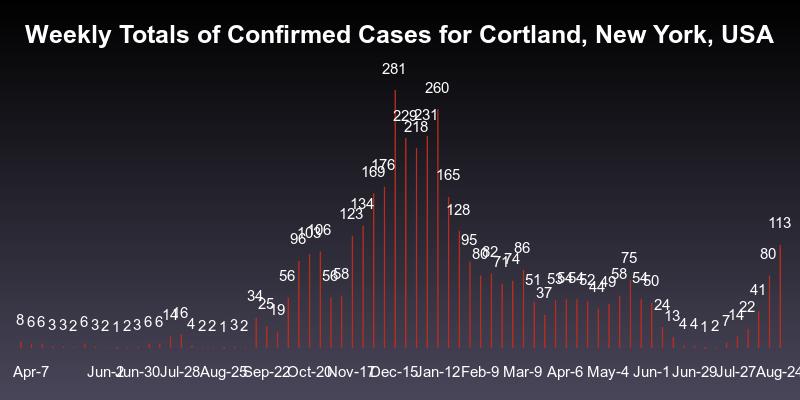 Weekly Totals of Confirmed Cases for Cortland, New York, USA
8 6 6 3 3 2 6 3 2 1 2 3 6 6 14 16 4 2 2 1 3 2 34 25 19 56 96 103 106 56 58 123 134 169 176 281 229 218 231 260 165 128 95 80 82 71 74 86 51 37 53 54 54 52 44 49 58 75 54 50 24 13 4 4 1 2 7 14 22 41 80 113
Apr-7 Jun-2 Jun-30 Jul-28 Aug-25 Sep-22 Oct-20 Nov-17 Dec-15 Jan-12 Feb-9 Mar-9 Apr-6 May-4 Jun-1 Jun-29 Jul-27 Aug-24